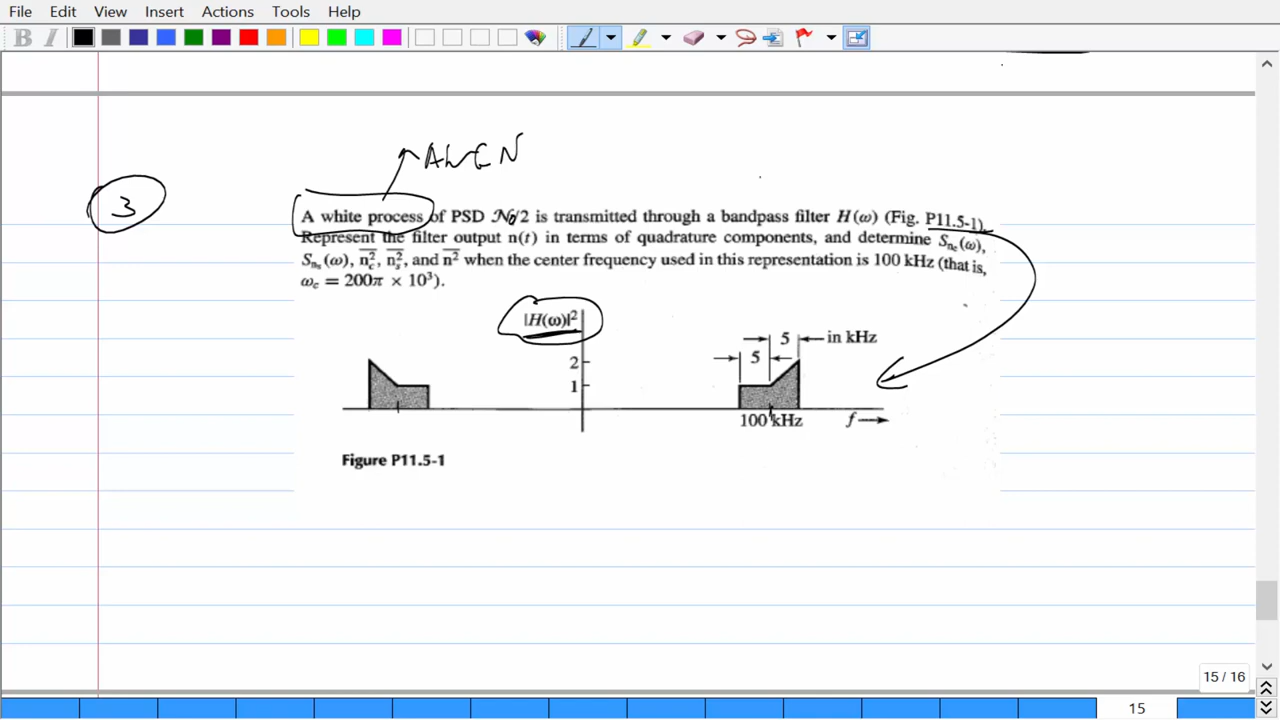 File Edit View Insert Actions Tools Help
B I
AWGN
3
A white process of PSD N0/2 is transmitted through a bandpass filter H(ω) (Fig. P11.5-1).
Represent the filter output n(t) in terms of quadrature components, and determine Snc(ω),
Sns(ω), n̄c², n̄s², and n̄² when the center frequency used in this representation is 100 kHz (that is,
ωc = 200π × 10³).
|H(ω)|²
5 in kHz
2 5
1
100 kHz f
Figure P11.5-1
15 / 16
15